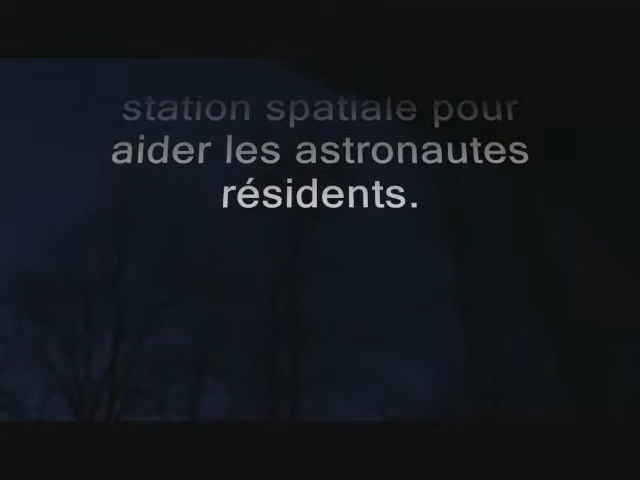 station spatiale pour
aider les astronautes
résidents.